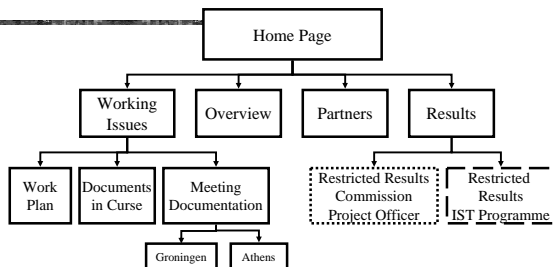 Home Page
Working
Issues
Overview
Partners
Results
Work
Plan
Documents
in Curse
Meeting
Documentation
Restricted Results
Commission
Project Officer
Restricted
Results
IST Programme
Groningen
Athens